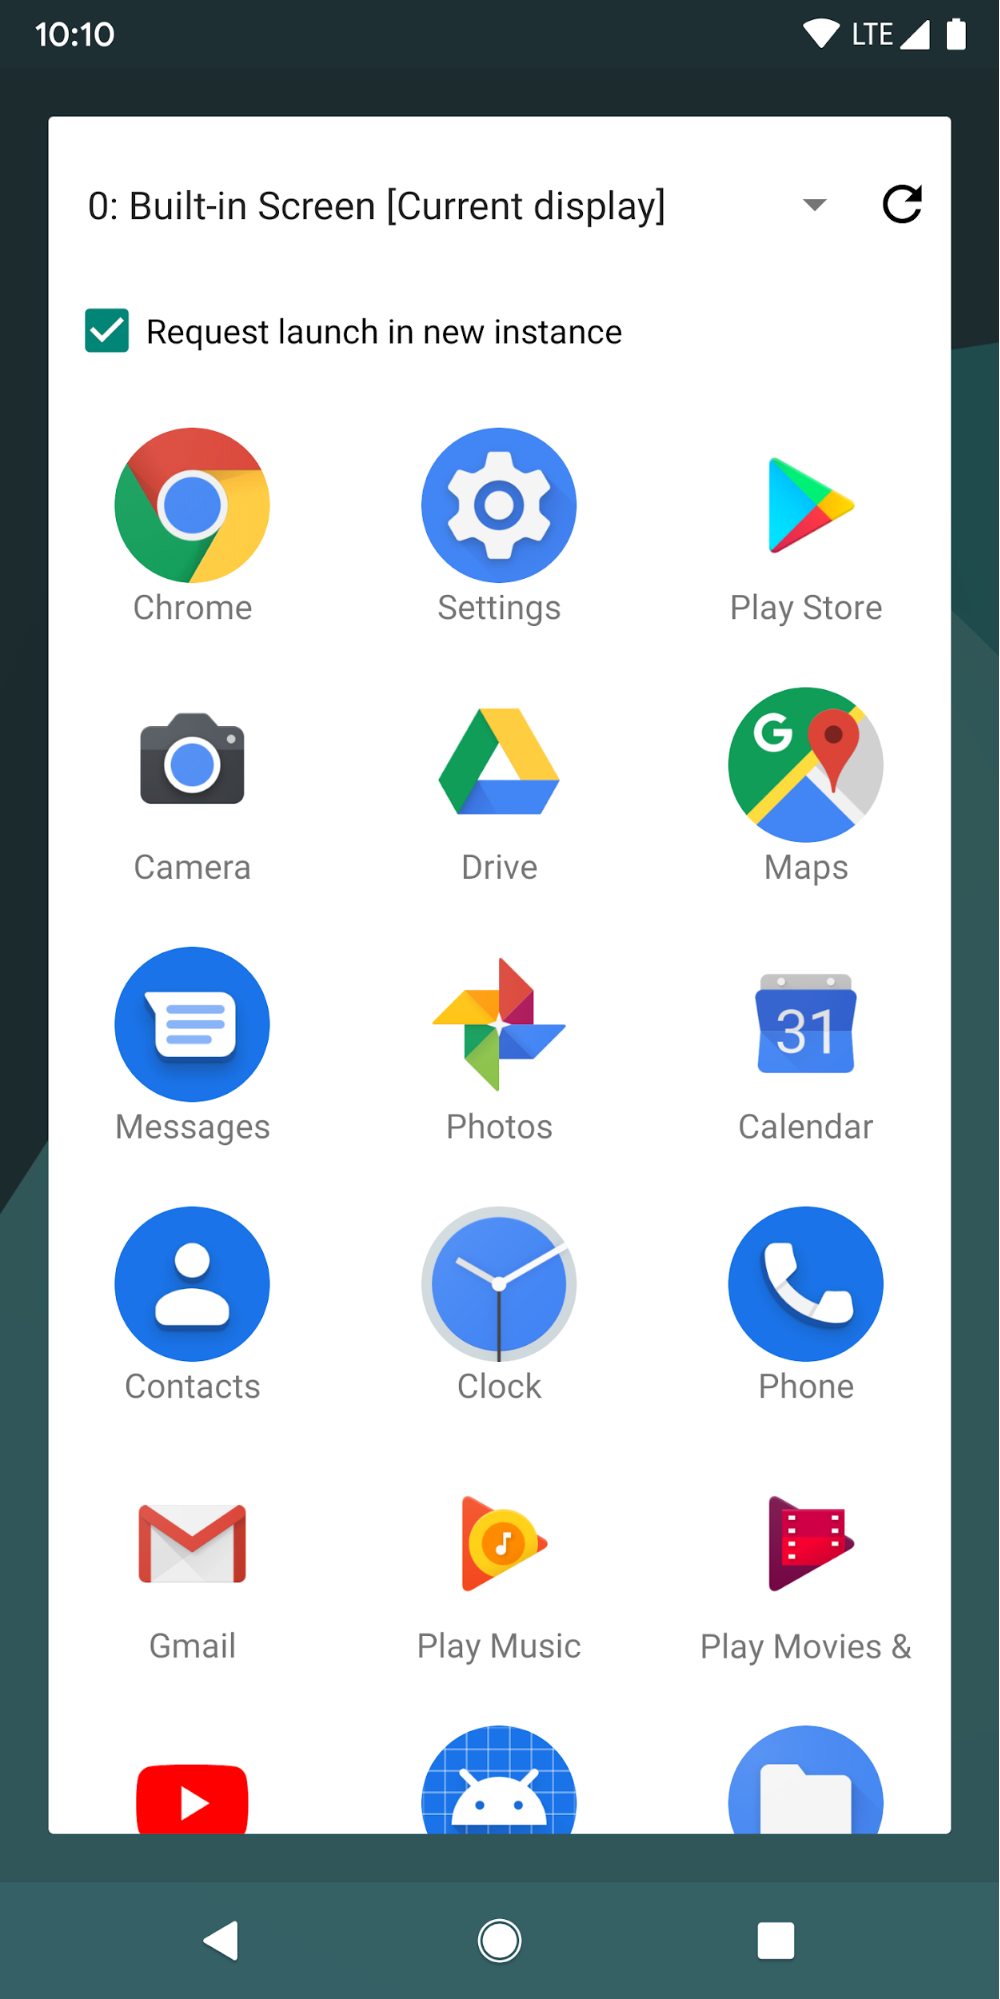 10:10 LTE
0: Built-in Screen [Current display]
Request launch in new instance
Chrome Settings Play Store
G
Camera Drive Maps
31
Messages Photos Calendar
Contacts Clock Phone
Gmail Play Music Play Movies &